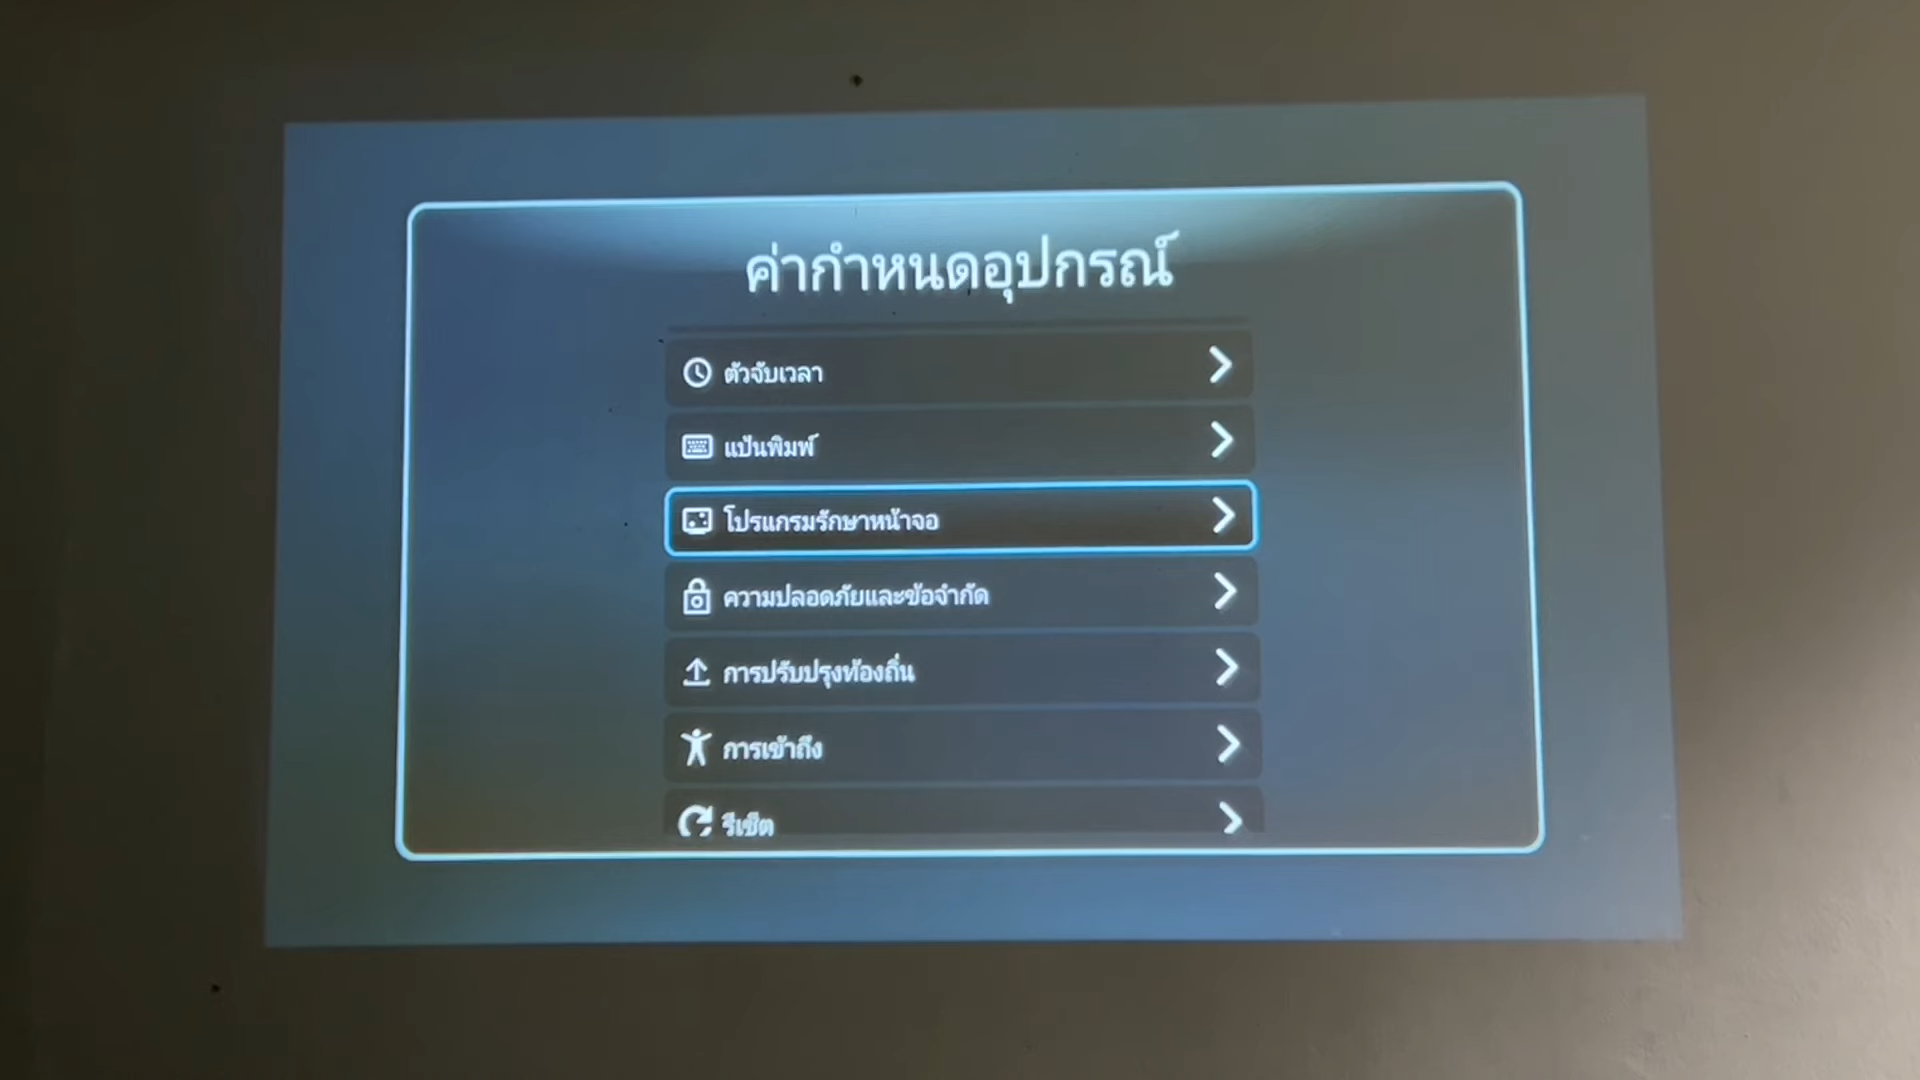 ค่ากำหนดอุปกรณ์
ตัวจับเวลา
แป้นพิมพ์
โปรแกรมรักษาหน้าจอ
ความปลอดภัยและข้อจำกัด
การปรับปรุงท้องถิ่น
การเข้าถึง
รีเซ็ต